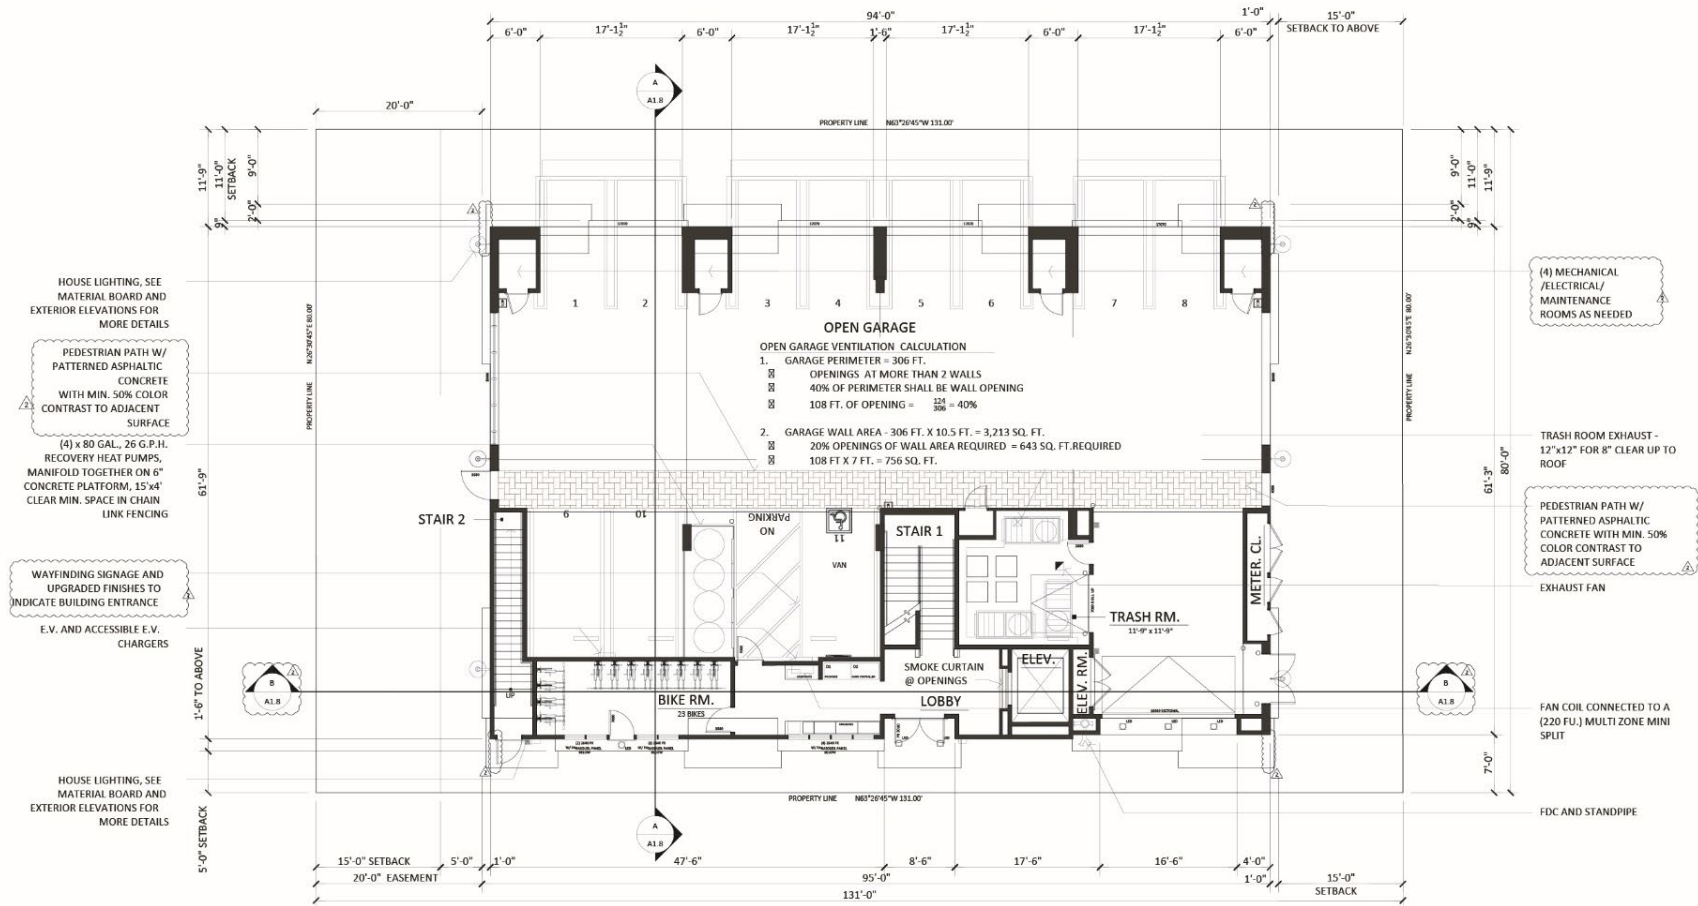 94'-0"
1'-0"
15'-0"
SETBACK TO ABOVE
6'-0"
17'-1½"
6'-0"
17'-1½"
1'-6"
17'-1½"
6'-0"
17'-1½"
6'-0"
A
A1.8
20'-0"
PROPERTY LINE N63°26'45"W 131.00'
11'-9"
11'-0"
SETBACK
9'-0"
2'-0"
9"
9'-0"
11'-0"
11'-9"
2'-0"
9"
HOUSE LIGHTING, SEE
MATERIAL BOARD AND
EXTERIOR ELEVATIONS FOR
MORE DETAILS
PEDESTRIAN PATH W/
PATTERNED ASPHALTIC
CONCRETE
WITH MIN. 50% COLOR
CONTRAST TO ADJACENT
SURFACE
2
(4) x 80 GAL., 26 G.P.H.
RECOVERY HEAT PUMPS,
MANIFOLD TOGETHER ON 6"
CONCRETE PLATFORM, 15'x4'
CLEAR MIN. SPACE IN CHAIN
LINK FENCING
WAYFINDING SIGNAGE AND
UPGRADED FINISHES TO
INDICATE BUILDING ENTRANCE
E.V. AND ACCESSIBLE E.V.
CHARGERS
61'-9"
1'-6" TO ABOVE
5'-0" SETBACK
B
A1.8
HOUSE LIGHTING, SEE
MATERIAL BOARD AND
EXTERIOR ELEVATIONS FOR
MORE DETAILS
PROPERTY LINE
1
2
3
4
5
6
7
8
OPEN GARAGE
OPEN GARAGE VENTILATION CALCULATION
1. GARAGE PERIMETER = 306 FT.
OPENINGS AT MORE THAN 2 WALLS
40% OF PERIMETER SHALL BE WALL OPENING
108 FT. OF OPENING = 124/306 = 40%
2. GARAGE WALL AREA - 306 FT. X 10.5 FT. = 3,213 SQ. FT.
20% OPENINGS OF WALL AREA REQUIRED = 643 SQ. FT.REQUIRED
108 FT X 7 FT. = 756 SQ. FT.
STAIR 2
9
10
NO
PARKING
11
VAN
STAIR 1
TRASH RM.
11'-9" x 11'-9"
METER. CL.
UP
BIKE RM.
23 BIKES
SMOKE CURTAIN
@ OPENINGS
LOBBY
ELEV.
ELEV. RM.
(4) MECHANICAL
/ELECTRICAL/
MAINTENANCE
ROOMS AS NEEDED
PROPERTY LINE
TRASH ROOM EXHAUST -
12"x12" FOR 8" CLEAR UP TO
ROOF
61'-3"
80'-0"
PEDESTRIAN PATH W/
PATTERNED ASPHALTIC
CONCRETE WITH MIN. 50%
COLOR CONTRAST TO
ADJACENT SURFACE
EXHAUST FAN
B
A1.8
FAN COIL CONNECTED TO A
(220 FU.) MULTI ZONE MINI
SPLIT
7'-0"
FDC AND STANDPIPE
PROPERTY LINE N63°26'45"W 131.00'
A
A1.8
15'-0" SETBACK
5'-0"
1'-0"
47'-6"
8'-6"
17'-6"
16'-6"
4'-0"
20'-0" EASEMENT
95'-0"
1'-0"
15'-0"
SETBACK
131'-0"